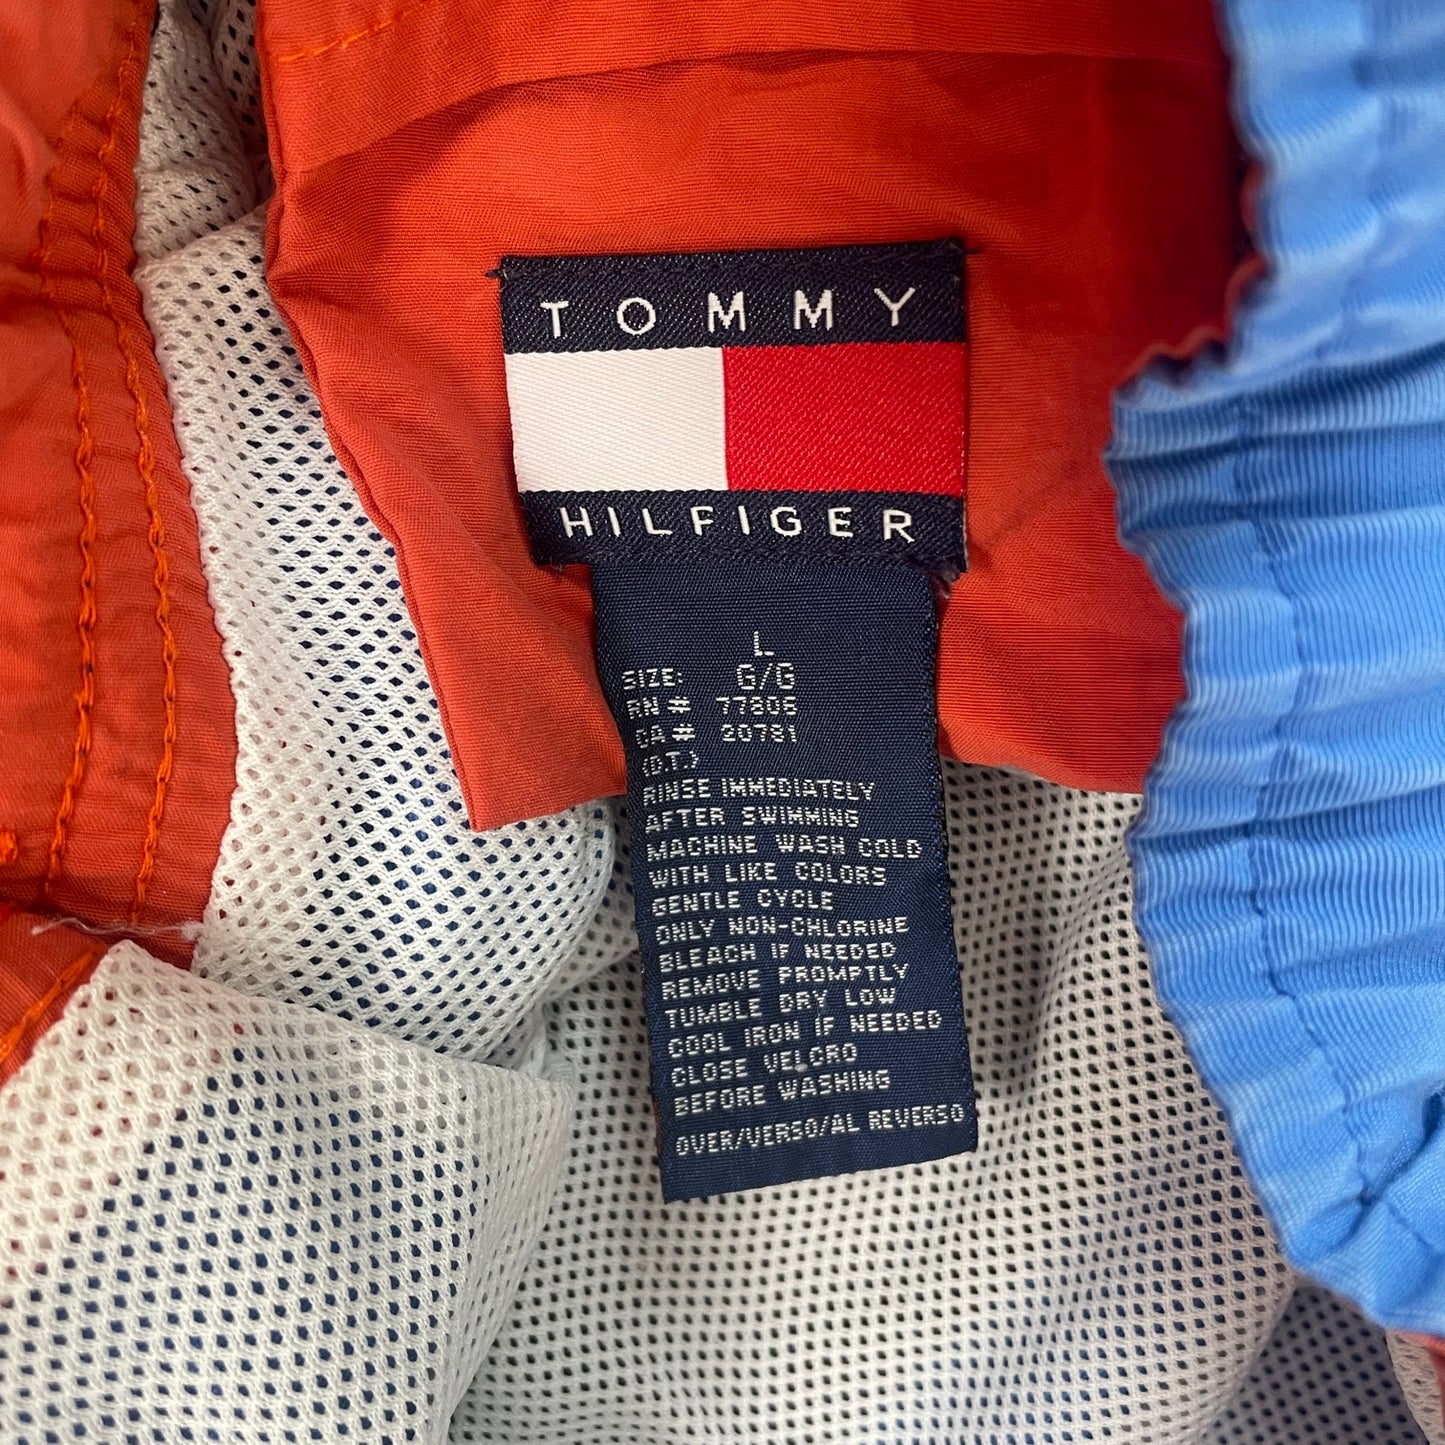 TOMMY
HILFIGER
L
SIZE: G/G
RN # 77806
CA # 20781
(D.T.)
RINSE IMMEDIATELY
AFTER SWIMMING
MACHINE WASH COLD
WITH LIKE COLORS
GENTLE CYCLE
ONLY NON-CHLORINE
BLEACH IF NEEDED
REMOVE PROMPTLY
TUMBLE DRY LOW
COOL IRON IF NEEDED
CLOSE VELCRO
BEFORE WASHING
OVER/VERSO/AL REVERSO